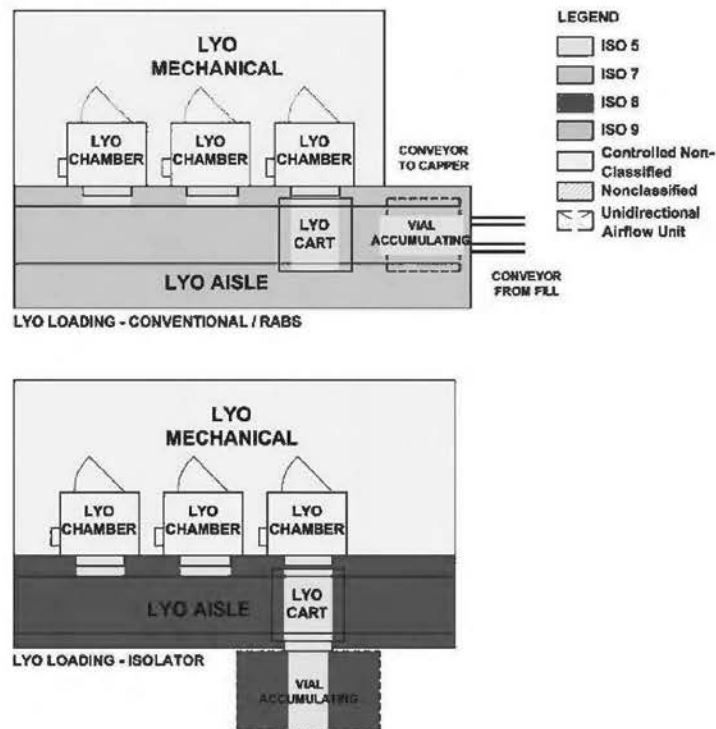 LYO
MECHANICAL
LYO
CHAMBER
LYO
CHAMBER
LYO
CHAMBER
CONVEYOR
TO CAPPER
LYO
CART
VIAL
ACCUMULATING
LYO AISLE
CONVEYOR
FROM FILL
LYO LOADING - CONVENTIONAL / RABS
LEGEND
ISO 5
ISO 7
ISO 8
ISO 9
Controlled Non-
Classified
Nonclassified
Unidirectional
Airflow Unit
LYO
MECHANICAL
LYO
CHAMBER
LYO
CHAMBER
LYO
CHAMBER
LYO AISLE
LYO
CART
LYO LOADING - ISOLATOR
VIAL
ACCUMULATING